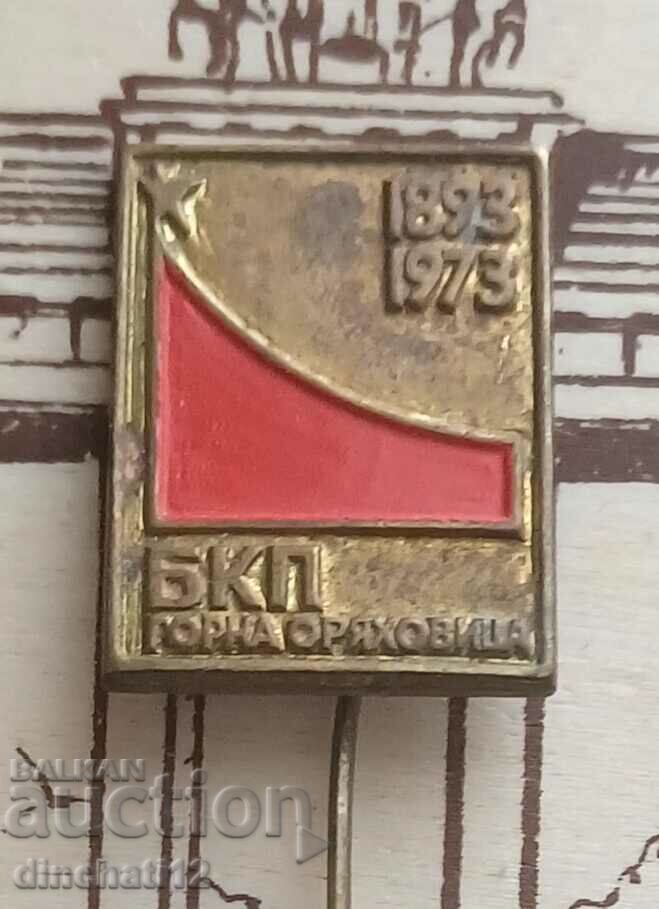 1893
1973
БКП
ГОРНА ОРЯХОВИЦА
BALKAN
auction
dinchati12